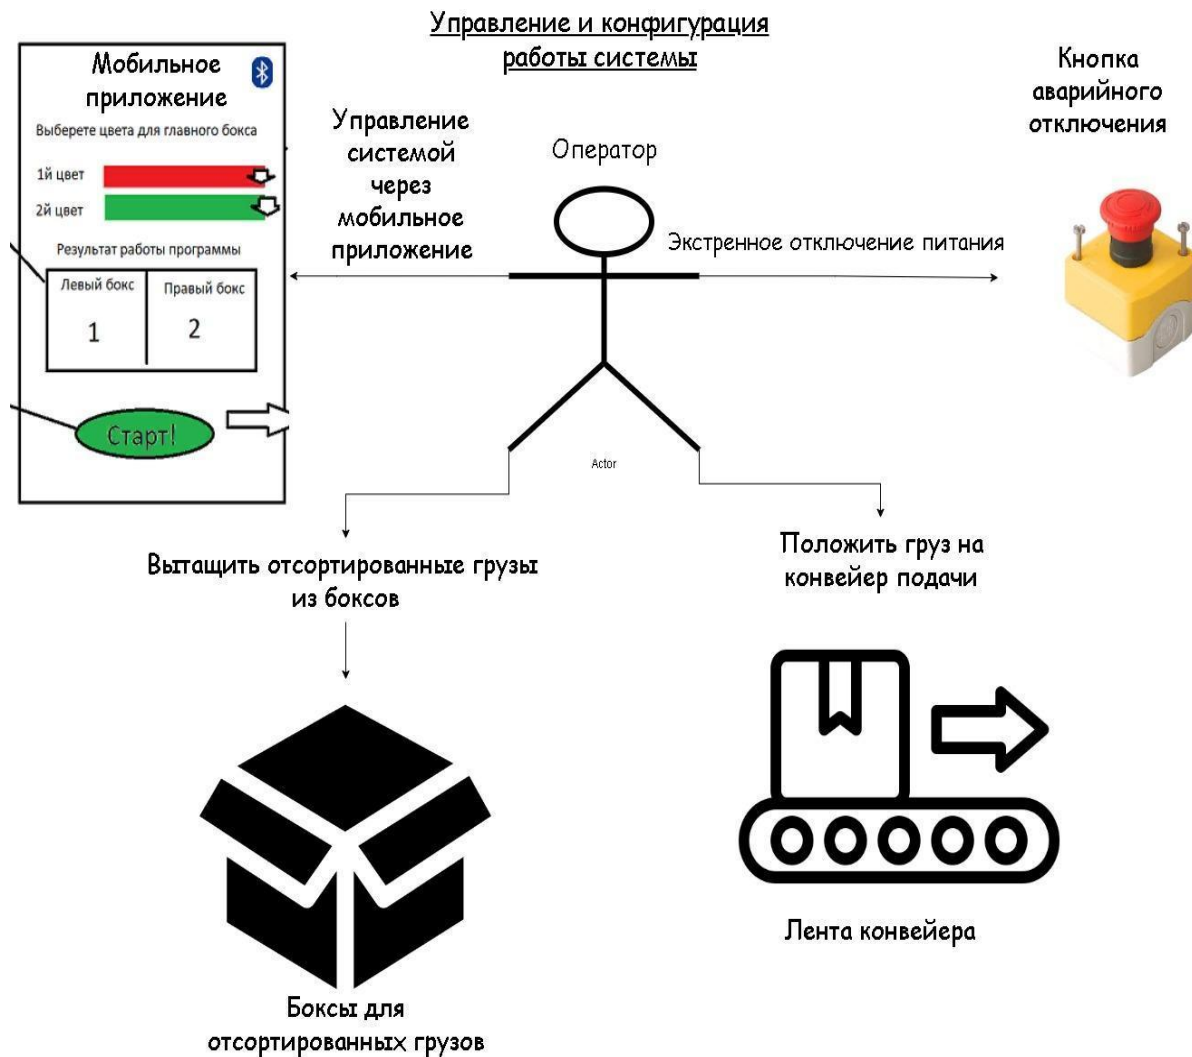 Управление и конфигурация
работы системы
Мобильное
приложение
Выберете цвета для главного бокса
1й цвет
2й цвет
Результат работы программы
Левый бокс
Правый бокс
1
2
Старт!
Управление
системой
через
мобильное
приложение
Оператор
Экстренное отключение питания
Кнопка
аварийного
отключения
Actor
Вытащить отсортированные грузы
из боксов
Положить груз на
конвейер подачи
Лента конвейера
Боксы для
отсортированных грузов